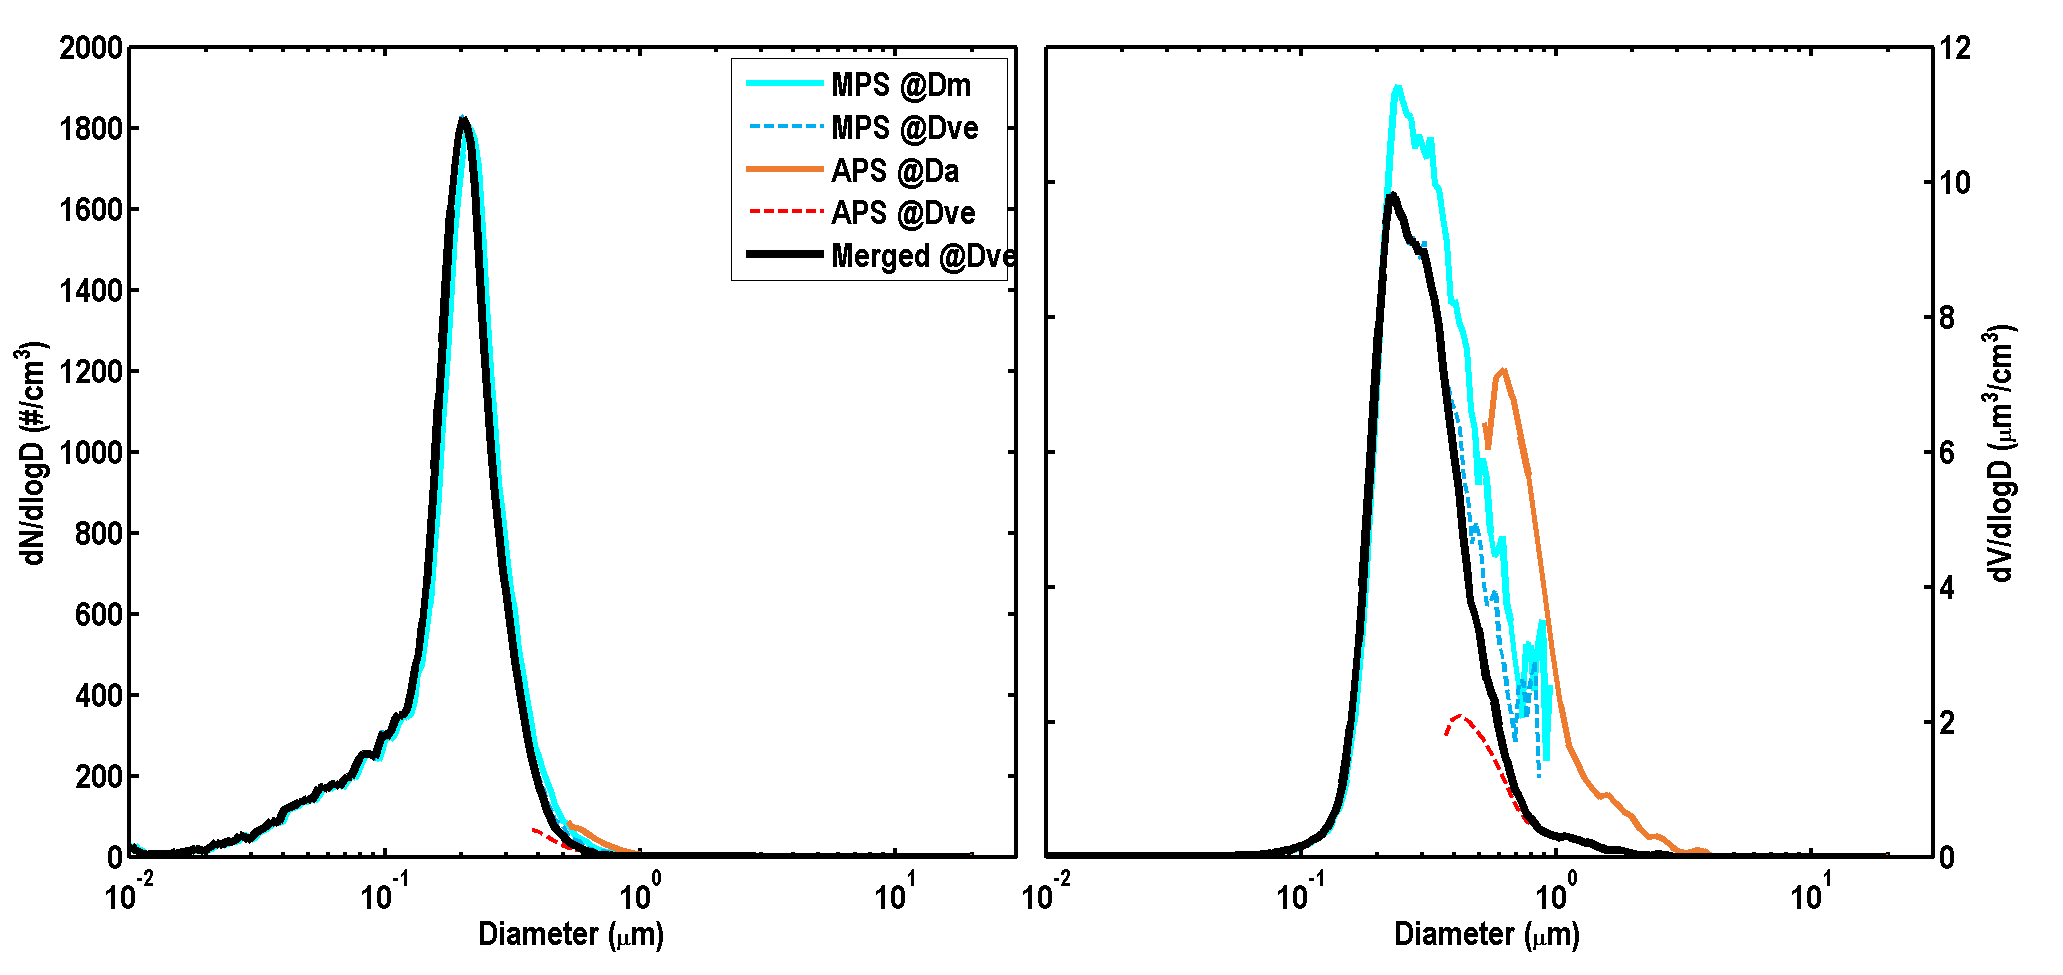 2000
1800
1600
1400
1200
1000
800
600
400
200
0
dN/dlogD (#/cm³)
10⁻² 10⁻¹ 10⁰ 10¹
Diameter (μm)
MPS @Dm
MPS @Dve
APS @Da
APS @Dve
Merged @Dve
12
10
8
6
4
2
0
dV/dlogD (μm³/cm³)
10⁻² 10⁻¹ 10⁰ 10¹
Diameter (μm)